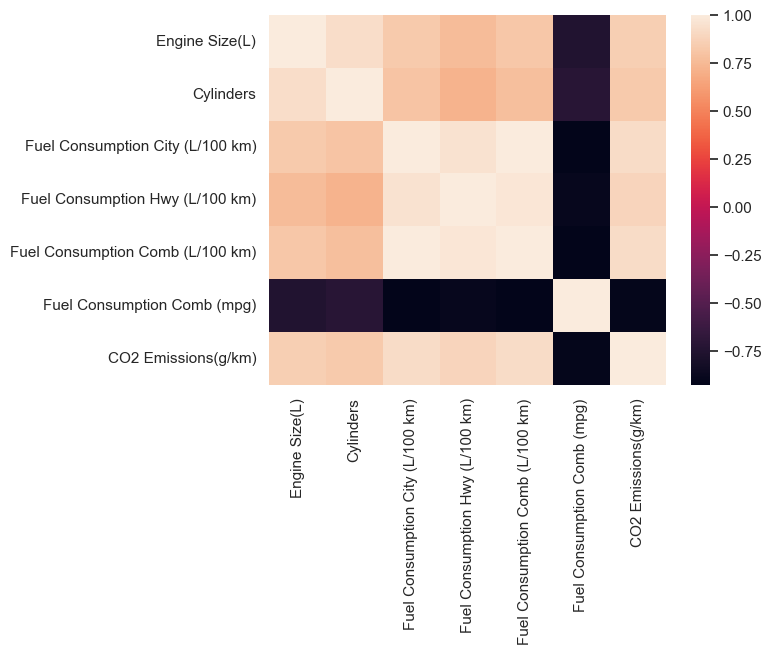 Engine Size(L)
Cylinders
Fuel Consumption City (L/100 km)
Fuel Consumption Hwy (L/100 km)
Fuel Consumption Comb (L/100 km)
Fuel Consumption Comb (mpg)
CO2 Emissions(g/km)
Engine Size(L)
Cylinders
Fuel Consumption City (L/100 km)
Fuel Consumption Hwy (L/100 km)
Fuel Consumption Comb (L/100 km)
Fuel Consumption Comb (mpg)
CO2 Emissions(g/km)
1.00
0.75
0.50
0.25
0.00
−0.25
−0.50
−0.75